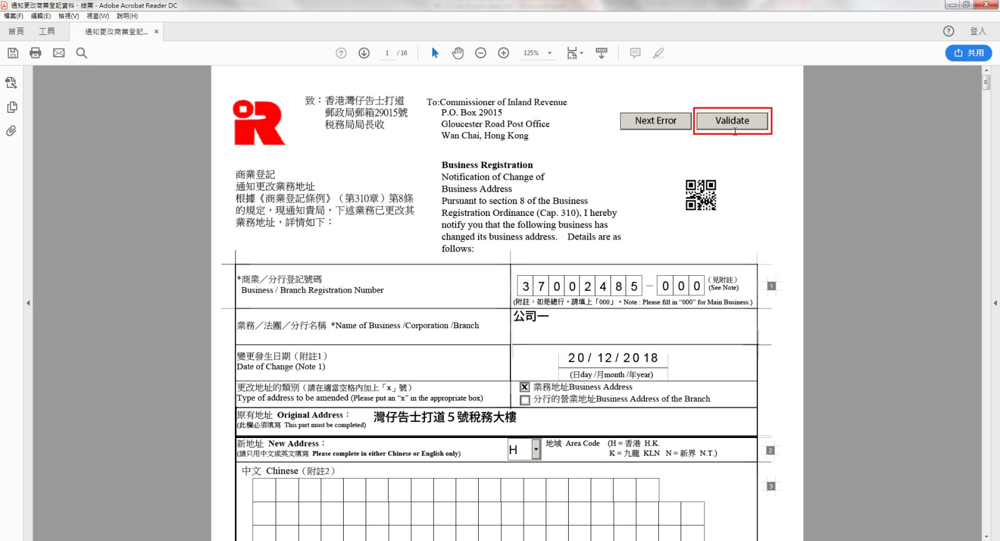 通知更改商業登記資料、結業 - Adobe Acrobat Reader DC
檔案(F) 編輯(E) 檢視(V) 視窗(W) 說明(H)
首頁 工具 通知更改商業登記... × ? 登入
1 / 16 125% 共用
致：香港灣仔告士打道
郵政局郵箱29015號
稅務局局長收
To:Commissioner of Inland Revenue
P.O. Box 29015
Gloucester Road Post Office
Wan Chai, Hong Kong
Next Error Validate
商業登記
通知更改業務地址
根據《商業登記條例》（第310章）第8條
的規定，現通知貴局，下述業務已更改其
業務地址，詳情如下：
Business Registration
Notification of Change of
Business Address
Pursuant to section 8 of the Business
Registration Ordinance (Cap. 310), I hereby
notify you that the following business has
changed its business address. Details are as
follows:
*商業／分行登記號碼
Business / Branch Registration Number
3 7 0 0 2 4 8 5 – 0 0 0
（見附註）
(See Note)
1
(附註：如是總行，請填上「000」。Note : Please fill in “000” for Main Business.)
業務／法團／分行名稱 *Name of Business /Corporation /Branch
公司一
變更發生日期（附註1）
Date of Change (Note 1)
20/ 12/ 2018
(日day /月month /年year)
更改地址的類別（請在適當空格內加上「x」號）
Type of address to be amended (Please put an “x” in the appropriate box)
X 業務地址Business Address
分行的營業地址Business Address of the Branch
原有地址 Original Address：
(此欄必須填寫 This part must be completed)
灣仔告士打道５號稅務大樓
新地址 New Address：
(請只用中文或英文填寫 Please complete in either Chinese or English only)
H
地域 Area Code （H = 香港 H.K.
K = 九龍 KLN N = 新界 N.T.)
2
中文 Chinese（附註2）
3